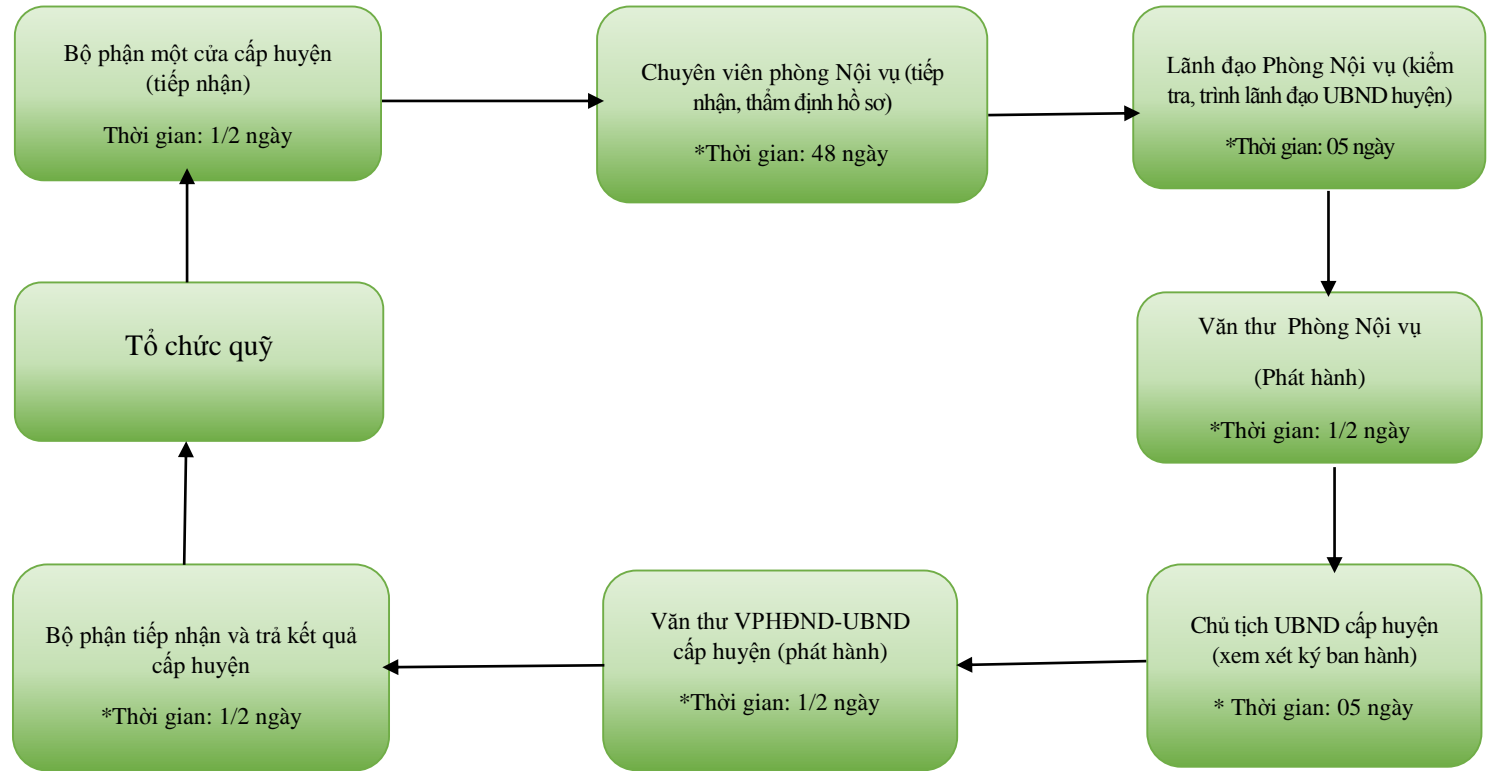 Bộ phận một cửa cấp huyện
(tiếp nhận)
Thời gian: 1/2 ngày
Chuyên viên phòng Nội vụ (tiếp
nhận, thẩm định hồ sơ)
*Thời gian: 48 ngày
Lãnh đạo Phòng Nội vụ (kiểm
tra, trình lãnh đạo UBND huyện)
*Thời gian: 05 ngày
Tổ chức quỹ
Văn thư Phòng Nội vụ
(Phát hành)
*Thời gian: 1/2 ngày
Bộ phận tiếp nhận và trả kết quả
cấp huyện
*Thời gian: 1/2 ngày
Văn thư VPHĐND-UBND
cấp huyện (phát hành)
*Thời gian: 1/2 ngày
Chủ tịch UBND cấp huyện
(xem xét ký ban hành)
* Thời gian: 05 ngày